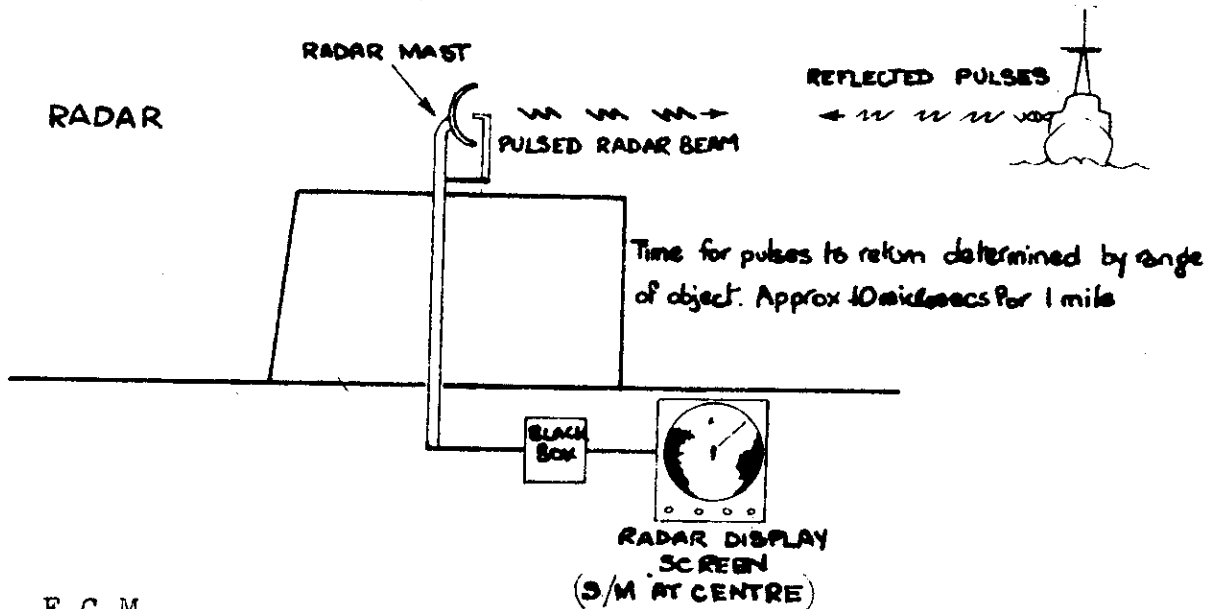 RADAR MAST
RADAR
REFLECTED PULSES
PULSED RADAR BEAM
Time for pulses to return determined by range
of object. Approx 10 microsecs for 1 mile
BLACK
BOX
RADAR DISPLAY
SCREEN
(S/M AT CENTRE)
E C M